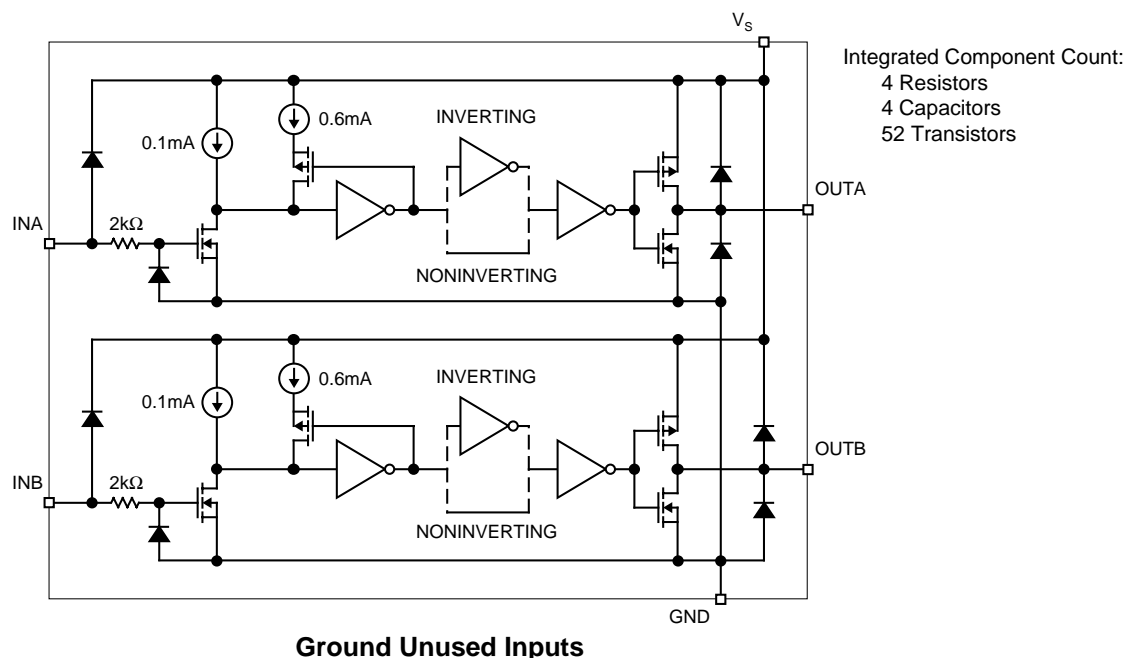 V_S
Integrated Component Count:
4 Resistors
4 Capacitors
52 Transistors
0.6mA
INVERTING
0.1mA
OUTA
INA
2kΩ
NONINVERTING
0.6mA
INVERTING
0.1mA
OUTB
INB
2kΩ
NONINVERTING
GND
Ground Unused Inputs